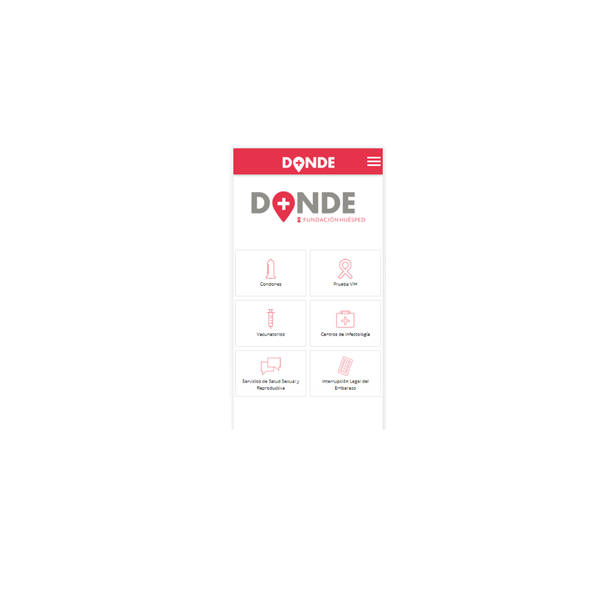 DONDE
DONDE
FUNDACIÓN HUÉSPED
Condones
Prueba VIH
Vacunatorios
Centros de Infectología
Servicios de Salud Sexual y
Reproductiva
Interrupción Legal del
Embarazo